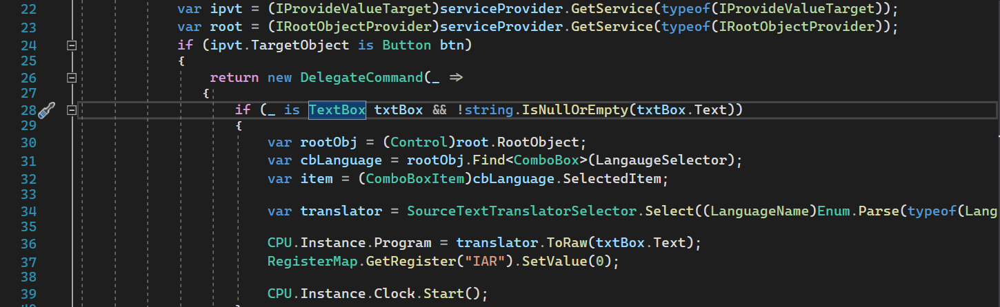 22 var ipvt = (IProvideValueTarget)serviceProvider.GetService(typeof(IProvideValueTarget));
23 var root = (IRootObjectProvider)serviceProvider.GetService(typeof(IRootObjectProvider));
24 if (ipvt.TargetObject is Button btn)
25 {
26 return new DelegateCommand(_ =>
27 {
28 if (_ is TextBox txtBox && !string.IsNullOrEmpty(txtBox.Text))
29 {
30 var rootObj = (Control)root.RootObject;
31 var cbLanguage = rootObj.Find<ComboBox>(LangaugeSelector);
32 var item = (ComboBoxItem)cbLanguage.SelectedItem;
33
34 var translator = SourceTextTranslatorSelector.Select((LanguageName)Enum.Parse(typeof(Lang
35
36 CPU.Instance.Program = translator.ToRaw(txtBox.Text);
37 RegisterMap.GetRegister("IAR").SetValue(0);
38
39 CPU.Instance.Clock.Start();